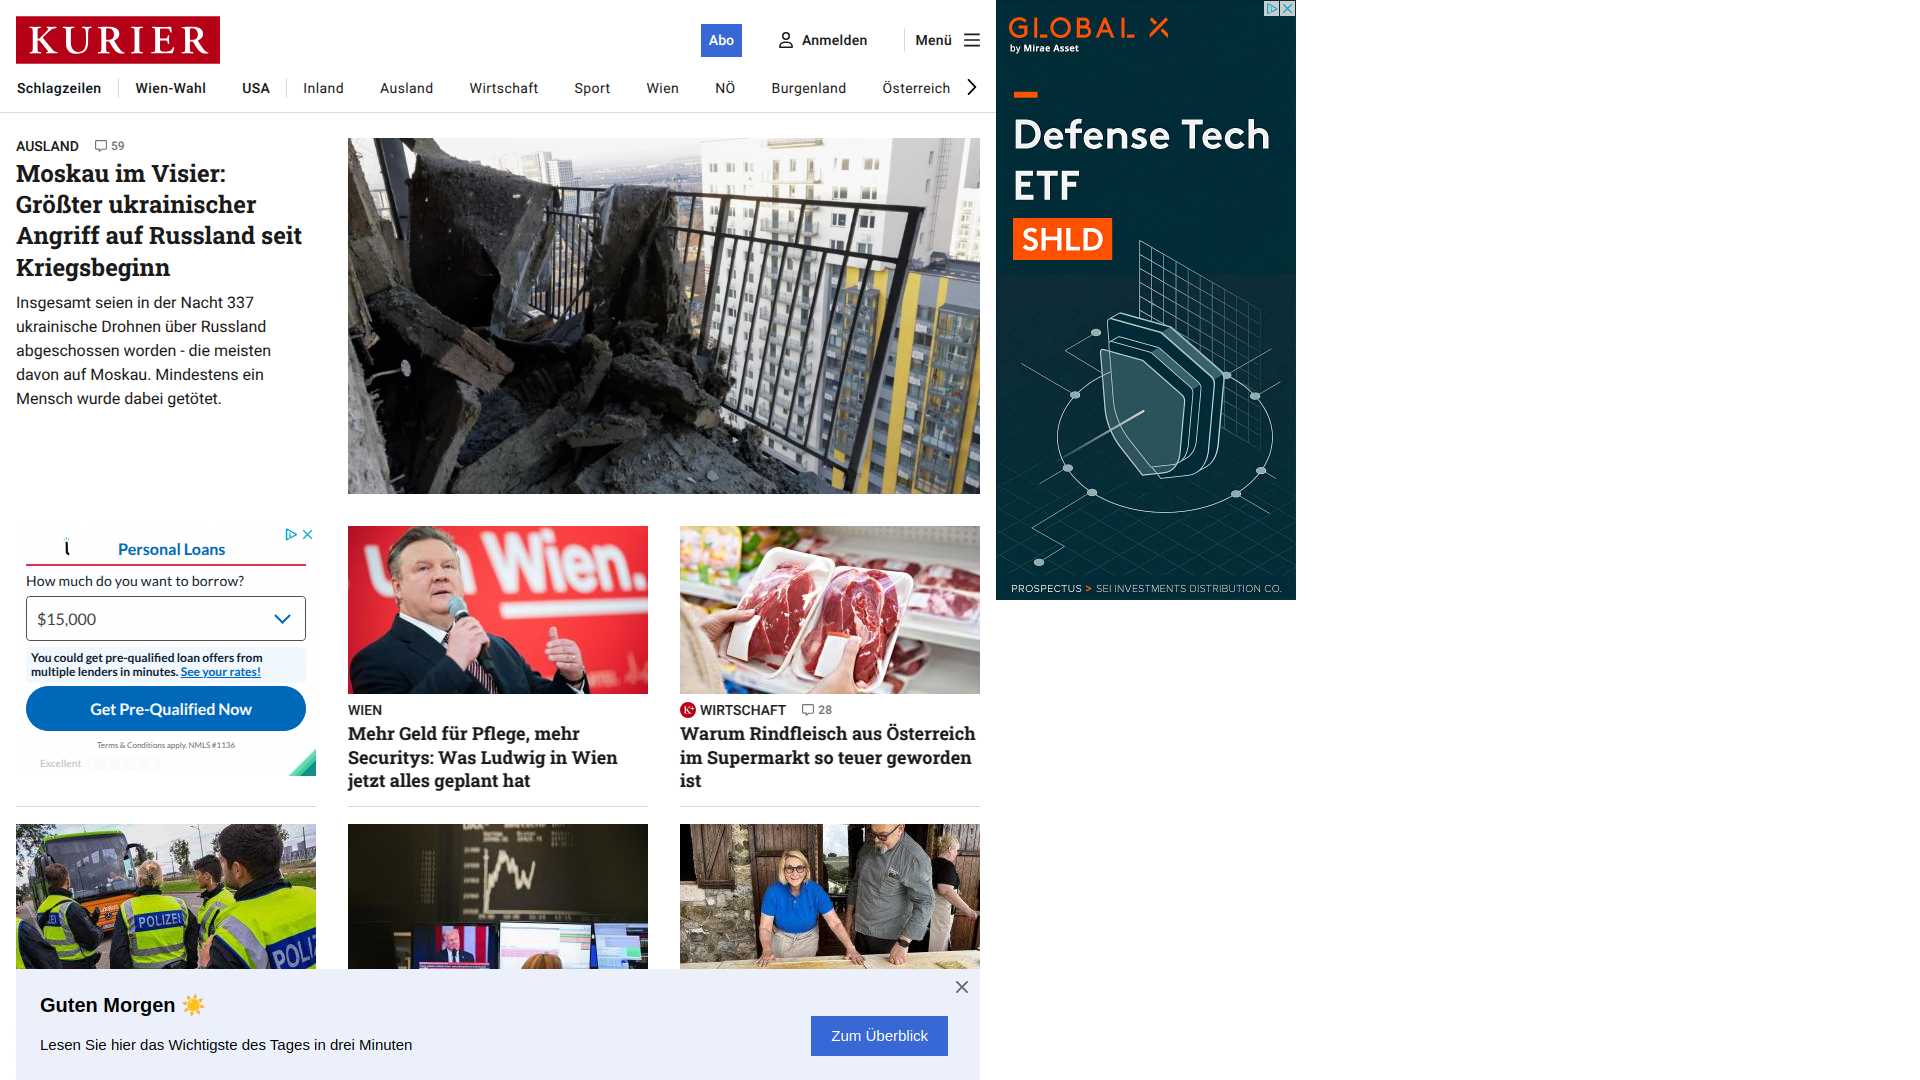 KURIER
Abo
Anmelden
Menü
Schlagzeilen
Wien-Wahl
USA
Inland
Ausland
Wirtschaft
Sport
Wien
NÖ
Burgenland
Österreich
AUSLAND 59
Moskau im Visier:
Größter ukrainischer
Angriff auf Russland seit
Kriegsbeginn
Insgesamt seien in der Nacht 337
ukrainische Drohnen über Russland
abgeschossen worden - die meisten
davon auf Moskau. Mindestens ein
Mensch wurde dabei getötet.
GLOBAL X
by Mirae Asset
Defense Tech
ETF
SHLD
PROSPECTUS > SEI INVESTMENTS DISTRIBUTION CO.
Personal Loans
How much do you want to borrow?
$15,000
You could get pre-qualified loan offers from
multiple lenders in minutes. See your rates!
Get Pre-Qualified Now
Terms & Conditions apply. NMLS #1136
Excellent
Wien.
WIEN
Mehr Geld für Pflege, mehr
Securitys: Was Ludwig in Wien
jetzt alles geplant hat
K+ WIRTSCHAFT 28
Warum Rindfleisch aus Österreich
im Supermarkt so teuer geworden
ist
POLIZEI
Guten Morgen
Lesen Sie hier das Wichtigste des Tages in drei Minuten
Zum Überblick